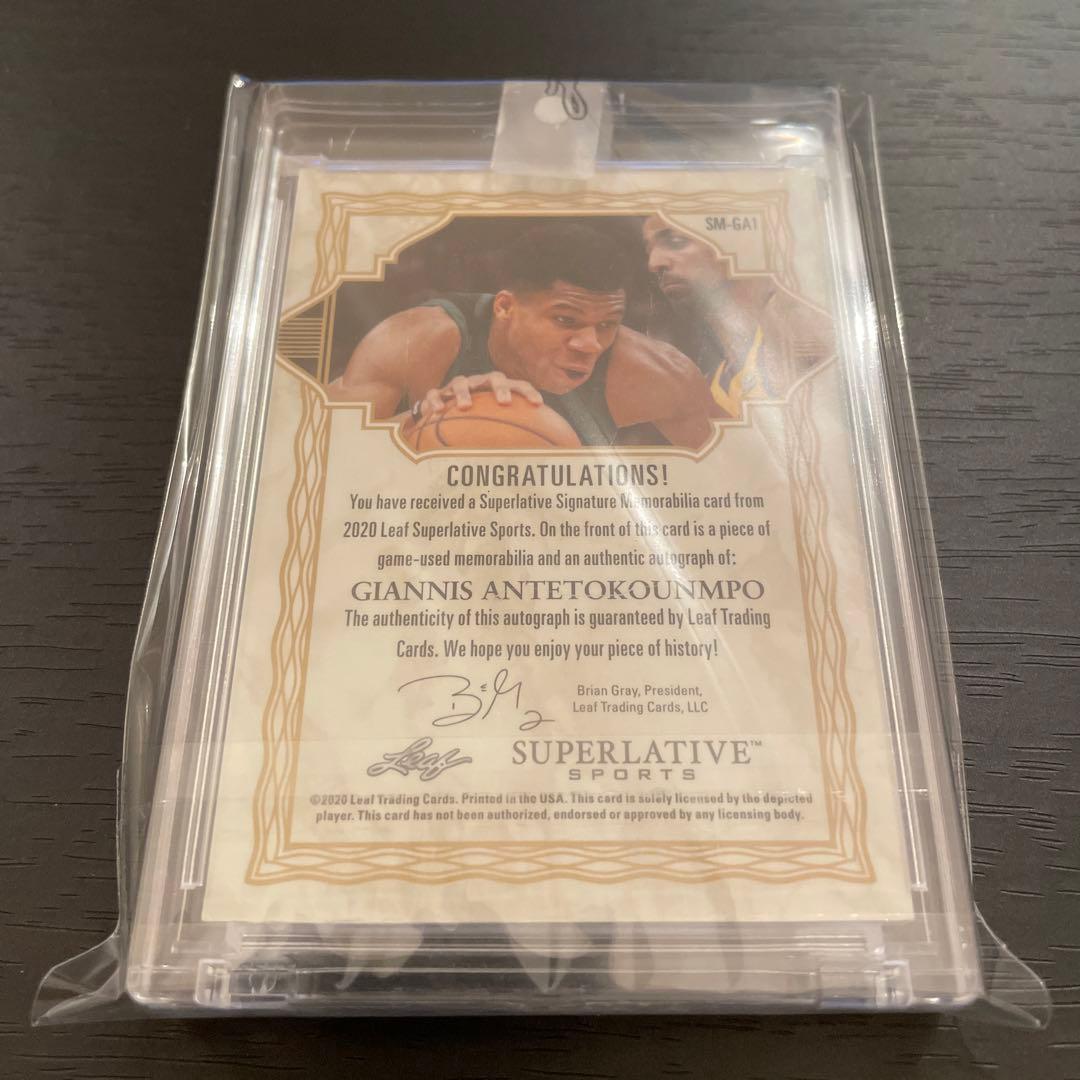 SM-GA1
CONGRATULATIONS!
You have received a Superlative Signature Memorabilia card from
2020 Leaf Superlative Sports. On the front of this card is a piece of
game-used memorabilia and an authentic autograph of:
GIANNIS ANTETOKOUNMPO
The authenticity of this autograph is guaranteed by Leaf Trading
Cards. We hope you enjoy your piece of history!
Brian Gray, President,
Leaf Trading Cards, LLC
Leaf
SUPERLATIVE™
SPORTS
©2020 Leaf Trading Cards. Printed in the USA. This card is solely licensed by the depicted
player. This card has not been authorized, endorsed or approved by any licensing body.